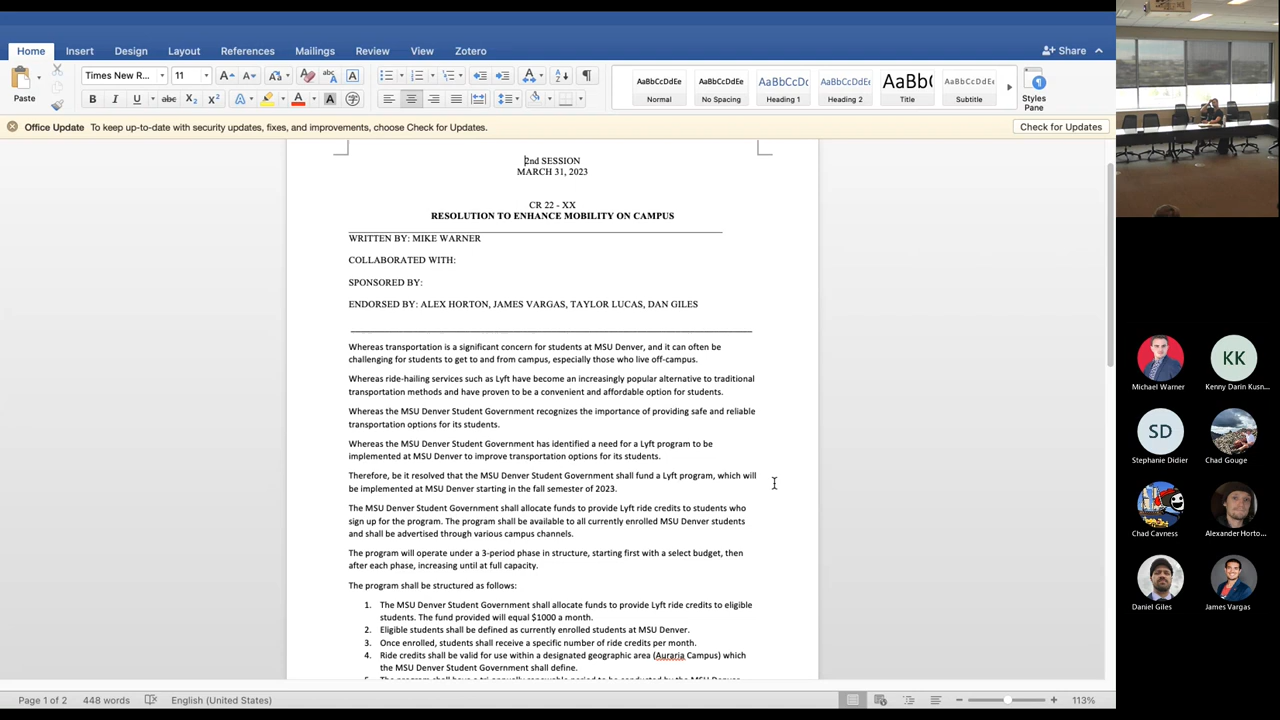 Home Insert Design Layout References Mailings Review View Zotero Share
Paste Times New R... 11 AaBbCcDdEe AaBbCcDdEe AaBbCcDc AaBbCcDdEe AaBb( AaBbCcDdEe
Normal No Spacing Heading 1 Heading 2 Title Subtitle Styles Pane
Office Update To keep up-to-date with security updates, fixes, and improvements, choose Check for Updates. Check for Updates
2nd SESSION
MARCH 31, 2023
CR 22 - XX
RESOLUTION TO ENHANCE MOBILITY ON CAMPUS
WRITTEN BY: MIKE WARNER
COLLABORATED WITH:
SPONSORED BY:
ENDORSED BY: ALEX HORTON, JAMES VARGAS, TAYLOR LUCAS, DAN GILES
Whereas transportation is a significant concern for students at MSU Denver, and it can often be
challenging for students to get to and from campus, especially those who live off-campus.
Whereas ride-hailing services such as Lyft have become an increasingly popular alternative to traditional
transportation methods and have proven to be a convenient and affordable option for students.
Whereas the MSU Denver Student Government recognizes the importance of providing safe and reliable
transportation options for its students.
Whereas the MSU Denver Student Government has identified a need for a Lyft program to be
implemented at MSU Denver to improve transportation options for its students.
Therefore, be it resolved that the MSU Denver Student Government shall fund a Lyft program, which will
be implemented at MSU Denver starting in the fall semester of 2023.
The MSU Denver Student Government shall allocate funds to provide Lyft ride credits to students who
sign up for the program. The program shall be available to all currently enrolled MSU Denver students
and shall be advertised through various campus channels.
The program will operate under a 3-period phase in structure, starting first with a select budget, then
after each phase, increasing until at full capacity.
The program shall be structured as follows:
1. The MSU Denver Student Government shall allocate funds to provide Lyft ride credits to eligible
students. The fund provided will equal $1000 a month.
2. Eligible students shall be defined as currently enrolled students at MSU Denver.
3. Once enrolled, students shall receive a specific number of ride credits per month.
4. Ride credits shall be valid for use within a designated geographic area (Auraria Campus) which
the MSU Denver Student Government shall define.
Page 1 of 2 448 words English (United States) 113%
KK
Michael Warner Kenny Darin Kusn...
SD
Stephanie Didier Chad Gouge
Chad Cavness Alexander Horto...
Daniel Giles James Vargas